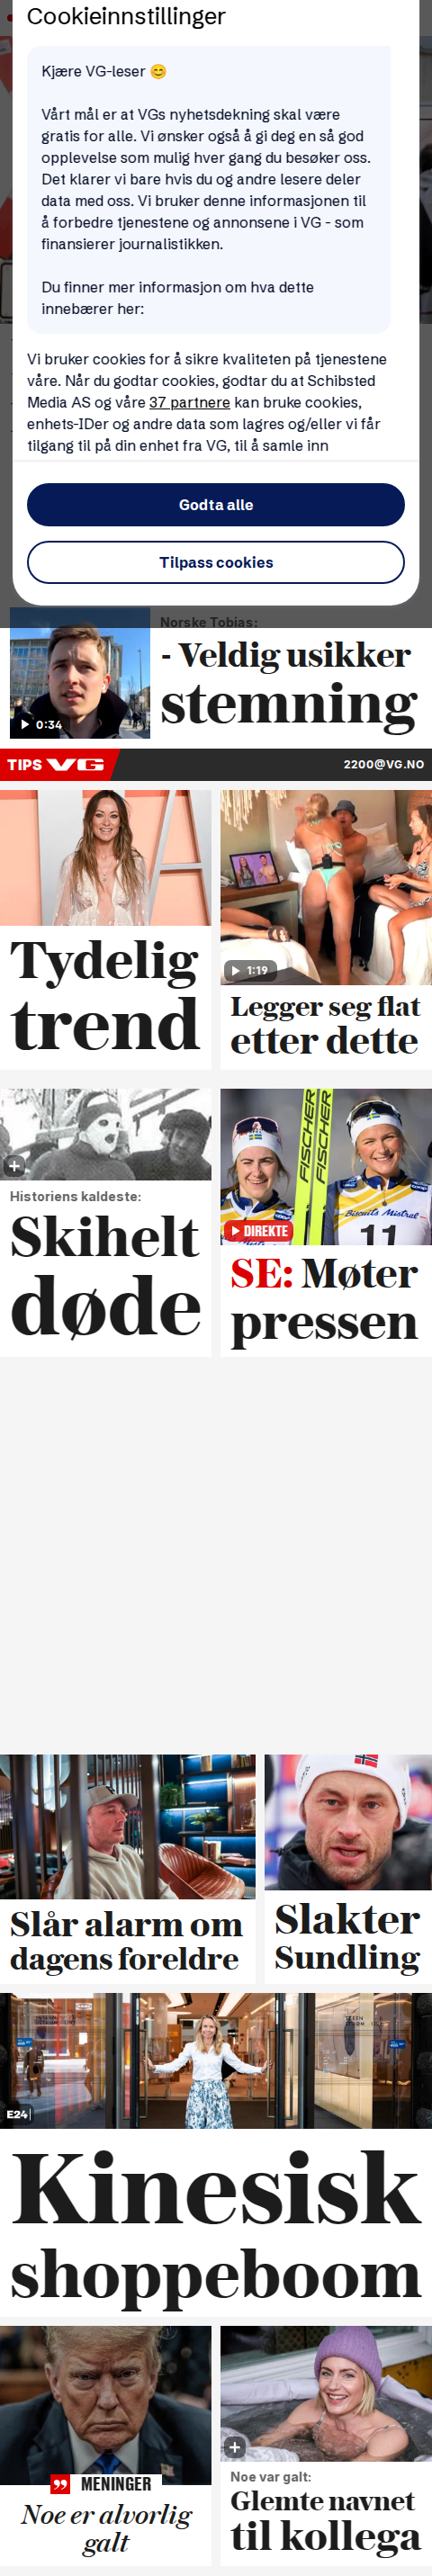 Cookieinnstillinger
Kjære VG-leser 😊
Vårt mål er at VGs nyhetsdekning skal være
gratis for alle. Vi ønsker også å gi deg en så god
opplevelse som mulig hver gang du besøker oss.
Det klarer vi bare hvis du og andre lesere deler
data med oss. Vi bruker denne informasjonen til
å forbedre tjenestene og annonsene i VG - som
finansierer journalistikken.
Du finner mer informasjon om hva dette
innebærer her:
Vi bruker cookies for å sikre kvaliteten på tjenestene
våre. Når du godtar cookies, godtar du at Schibsted
Media AS og våre 37 partnere kan bruke cookies,
enhets-IDer og andre data som lagres og/eller vi får
tilgang til på din enhet fra VG, til å samle inn
Godta alle
Tilpass cookies
Norske Tobias:
- Veldig usikker
stemning
0:34
TIPS VG
2200@VG.NO
Tydelig
trend
1:19
Legger seg flat
etter dette
Historiens kaldeste:
Skihelt
døde
FISCHER
FISCHER
Biscuits Mistral
11
DIREKTE
SE: Møter
pressen
Slår alarm om
dagens foreldre
Slakter
Sundling
E24
Kinesisk
shoppeboom
MENINGER
Noe er alvorlig
galt
Noe var galt:
Glemte navnet
til kollega